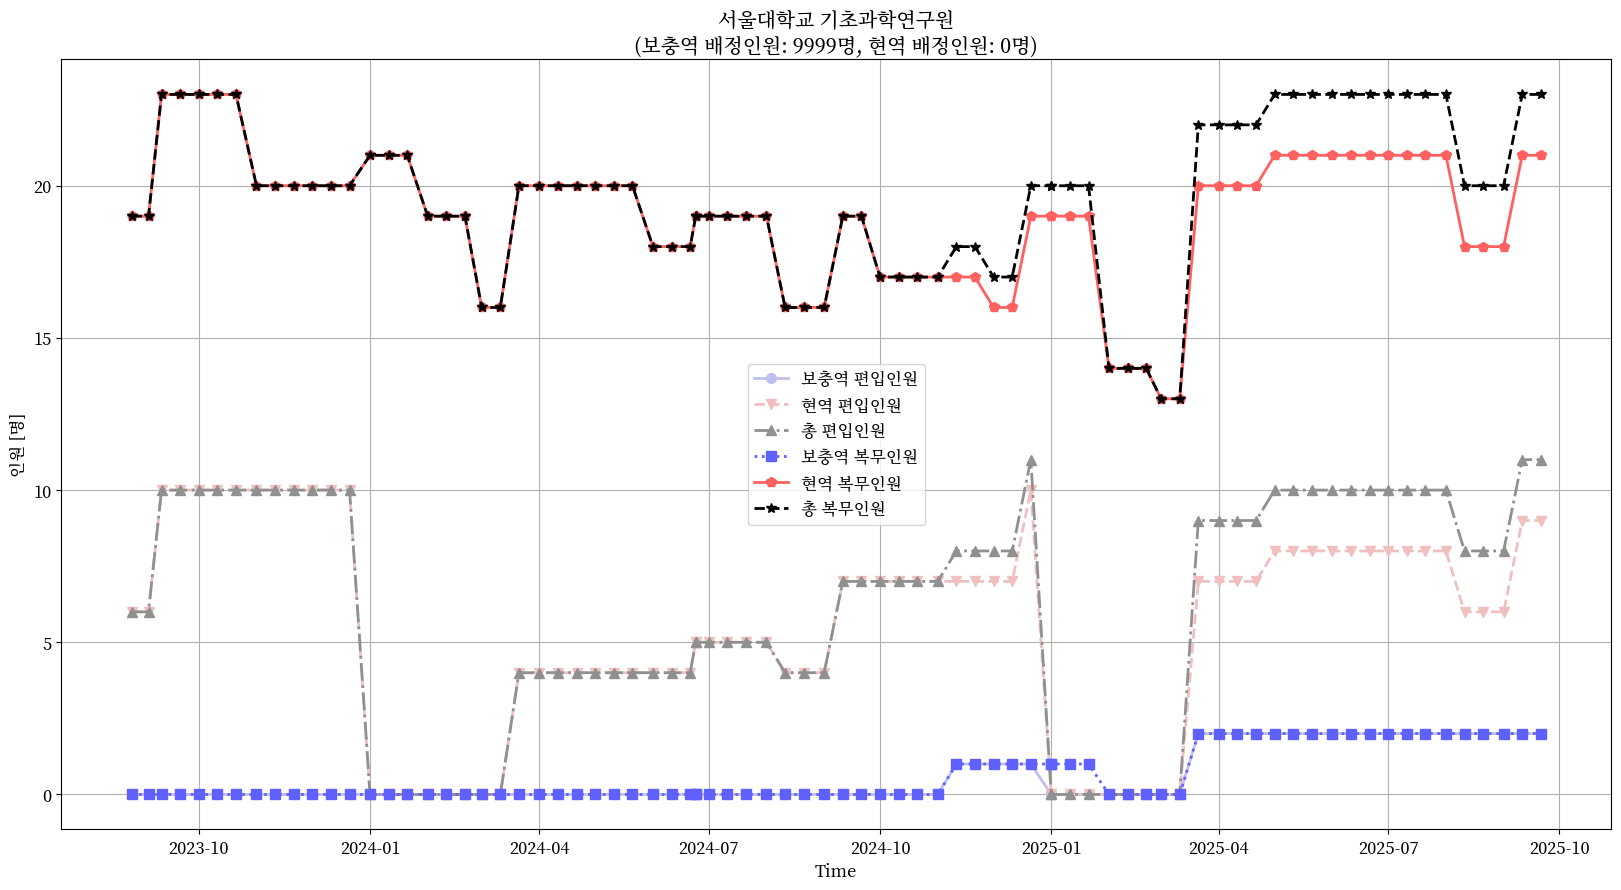 서울대학교 기초과학연구원
(보충역 배정인원: 9999명, 현역 배정인원: 0명)
인원 [명]
20
15
10
5
0
보충역 편입인원
현역 편입인원
총 편입인원
보충역 복무인원
현역 복무인원
총 복무인원
2023-10
2024-01
2024-04
2024-07
2024-10
2025-01
2025-04
2025-07
2025-10
Time